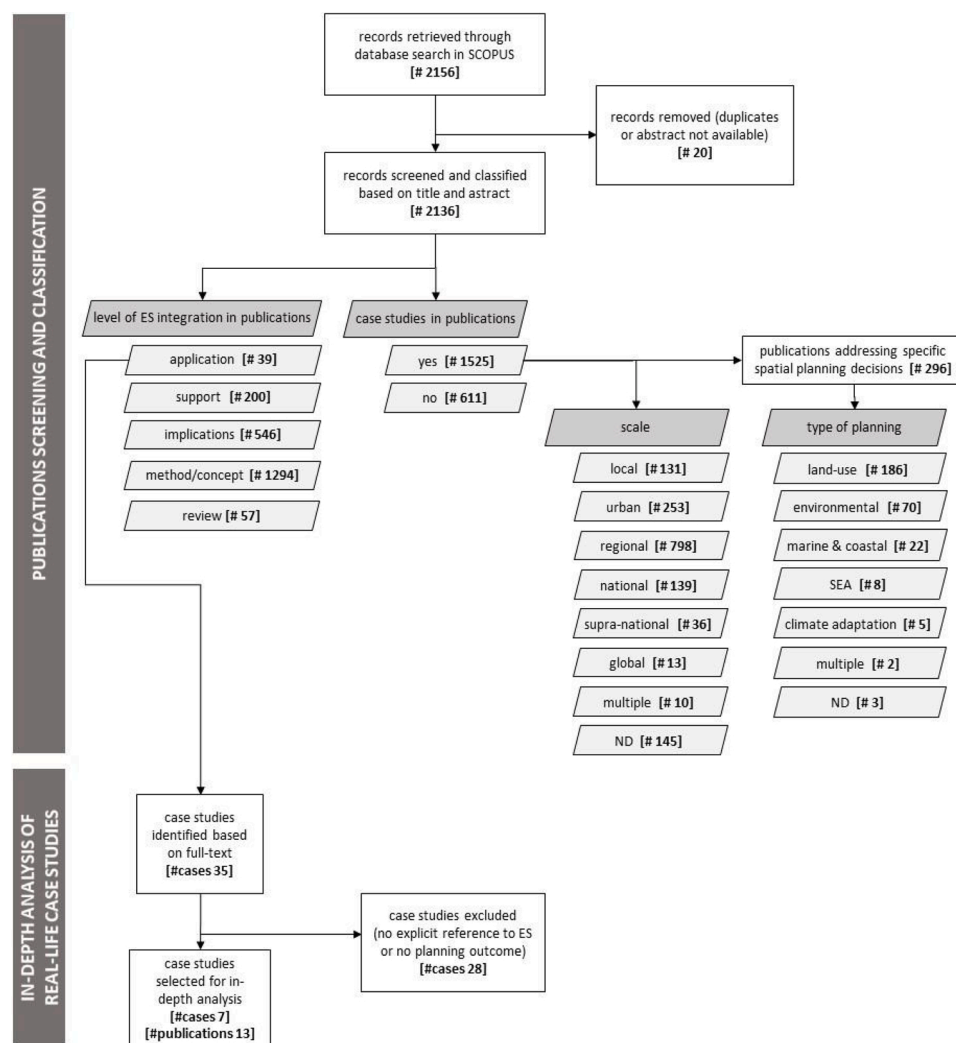 PUBLICATIONS SCREENING AND CLASSIFICATION
records retrieved through
database search in SCOPUS
[# 2156]
records removed (duplicates
or abstract not available)
[# 20]
records screened and classified
based on title and astract
[# 2136]
level of ES integration in publications
application [# 39]
support [# 200]
implications [# 546]
method/concept [# 1294]
review [# 57]
case studies in publications
yes [# 1525]
no [# 611]
publications addressing specific
spatial planning decisions [# 296]
scale
local [# 131]
urban [# 253]
regional [# 798]
national [# 139]
supra-national [# 36]
global [# 13]
multiple [# 10]
ND [# 145]
type of planning
land-use [# 186]
environmental [# 70]
marine & coastal [# 22]
SEA [# 8]
climate adaptation [# 5]
multiple [# 2]
ND [# 3]
IN-DEPTH ANALYSIS OF
REAL-LIFE CASE STUDIES
case studies
identified based
on full-text
[#cases 35]
case studies excluded
(no explicit reference to ES
or no planning outcome)
[#cases 28]
case studies
selected for in-
depth analysis
[#cases 7]
[#publications 13]